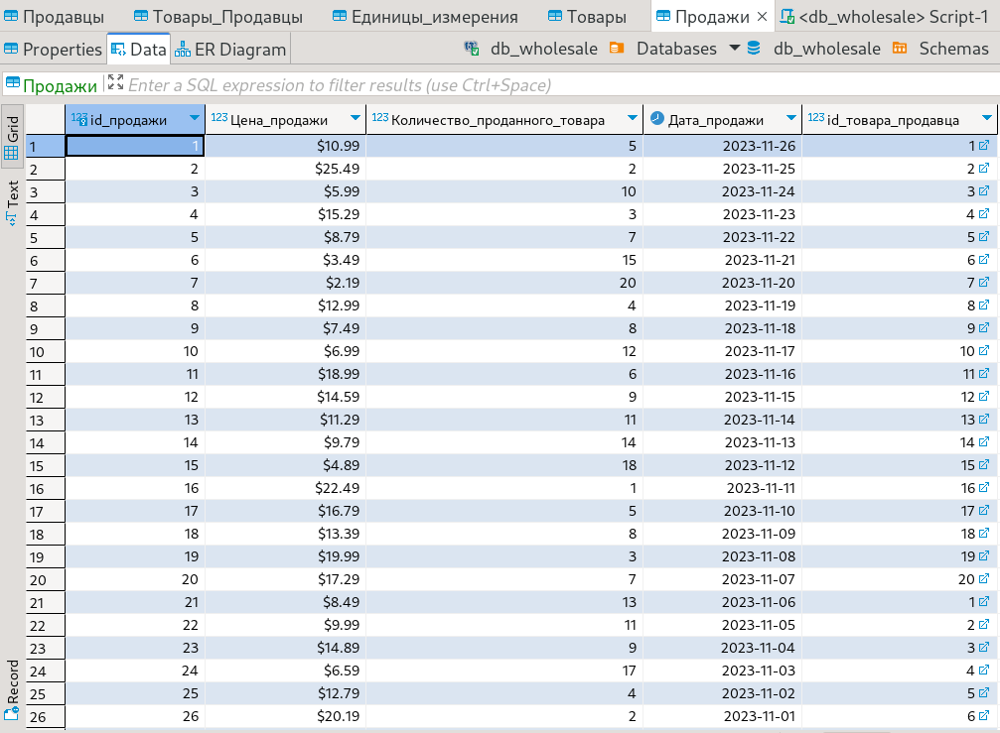 Продавцы Товары_Продавцы Единицы_измерения Товары Продажи <db_wholesale> Script-1
Properties Data ER Diagram db_wholesale Databases db_wholesale Schemas
Продажи Enter a SQL expression to filter results (use Ctrl+Space)
Grid
Text
Record
123 id_продажи 123 Цена_продажи 123 Количество_проданного_товара Дата_продажи 123 id_товара_продавца
1 1 $10.99 5 2023-11-26 1
2 2 $25.49 2 2023-11-25 2
3 3 $5.99 10 2023-11-24 3
4 4 $15.29 3 2023-11-23 4
5 5 $8.79 7 2023-11-22 5
6 6 $3.49 15 2023-11-21 6
7 7 $2.19 20 2023-11-20 7
8 8 $12.99 4 2023-11-19 8
9 9 $7.49 8 2023-11-18 9
10 10 $6.99 12 2023-11-17 10
11 11 $18.99 6 2023-11-16 11
12 12 $14.59 9 2023-11-15 12
13 13 $11.29 11 2023-11-14 13
14 14 $9.79 14 2023-11-13 14
15 15 $4.89 18 2023-11-12 15
16 16 $22.49 1 2023-11-11 16
17 17 $16.79 5 2023-11-10 17
18 18 $13.39 8 2023-11-09 18
19 19 $19.99 3 2023-11-08 19
20 20 $17.29 7 2023-11-07 20
21 21 $8.49 13 2023-11-06 1
22 22 $9.99 11 2023-11-05 2
23 23 $14.89 9 2023-11-04 3
24 24 $6.59 17 2023-11-03 4
25 25 $12.79 4 2023-11-02 5
26 26 $20.19 2 2023-11-01 6